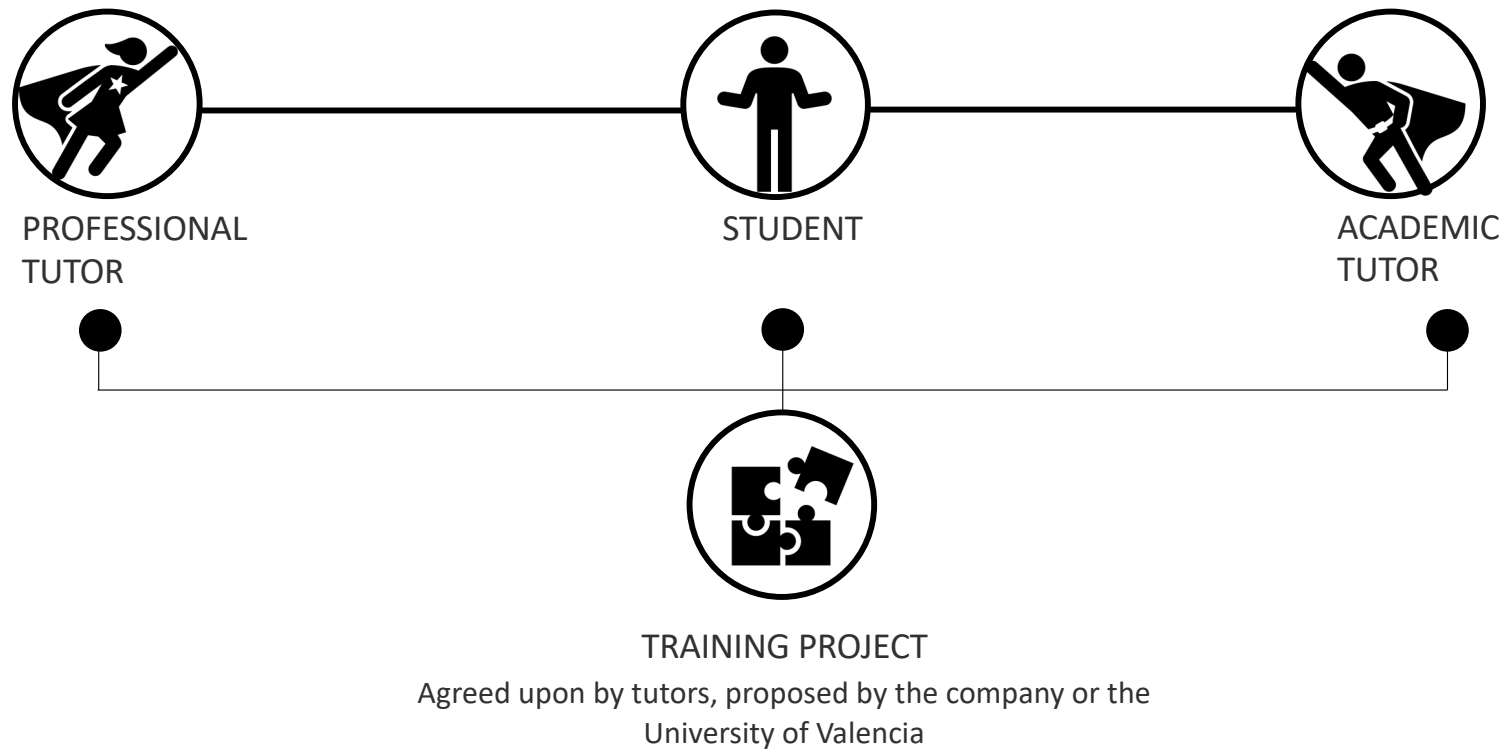 PROFESSIONAL
TUTOR
STUDENT
ACADEMIC
TUTOR
TRAINING PROJECT
Agreed upon by tutors, proposed by the company or the
University of Valencia